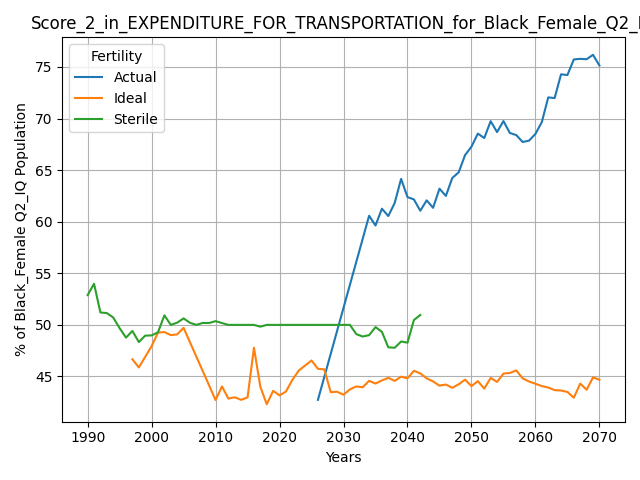 Score_2_in_EXPENDITURE_FOR_TRANSPORTATION_for_Black_Female_Q2_I
Fertility
Actual
Ideal
Sterile
% of Black_Female Q2_IQ Population
75
70
65
60
55
50
45
1990 2000 2010 2020 2030 2040 2050 2060 2070
Years